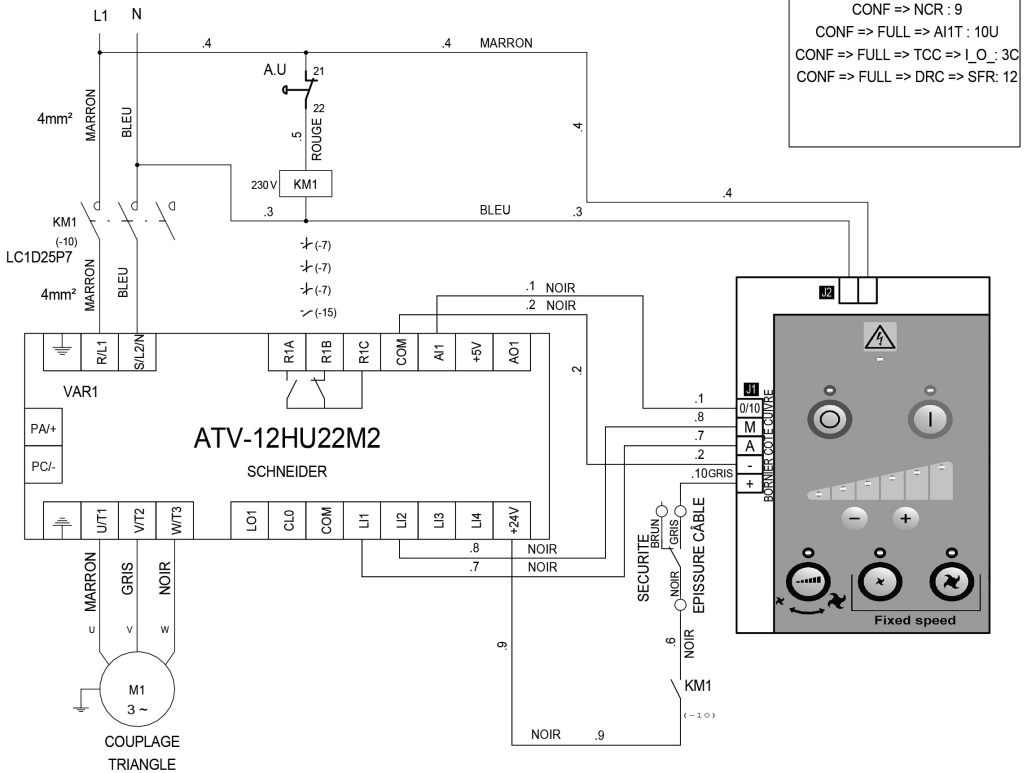 CONF => NCR : 9
CONF => FULL => AI1T : 10U
CONF => FULL => TCC => I_O_: 3C
CONF => FULL => DRC => SFR: 12
L1 N
.4 .4 MARRON
A.U 21
22
4mm² MARRON BLEU
.5 ROUGE
.4
230V KM1
.4
.3 BLEU .3
KM1
(-10)
LC1D25P7
4mm² MARRON BLEU
(-7)
(-7)
(-7)
(-15)
J2
.1 NOIR
.2 NOIR
R/L1 S/L2/N R1A R1B R1C COM AI1 +5V AO1
.2
VAR1
PA/+
PC/-
ATV-12HU22M2
SCHNEIDER
J1
.1 0/10
.8 M
.7 A
.2 -
.10GRIS +
BORNIER COTE CUIVRE
U/T1 V/T2 W/T3 LO1 CL0 COM LI1 LI2 LI3 LI4 +24V
− +
SECURITE BRUN GRIS EPISSURE CÂBLE
NOIR
.8 NOIR
.7 NOIR
MARRON GRIS NOIR
U V W
Fixed speed
.9
.6 NOIR
M1
3 ~
KM1
(-10)
NOIR .9
COUPLAGE
TRIANGLE